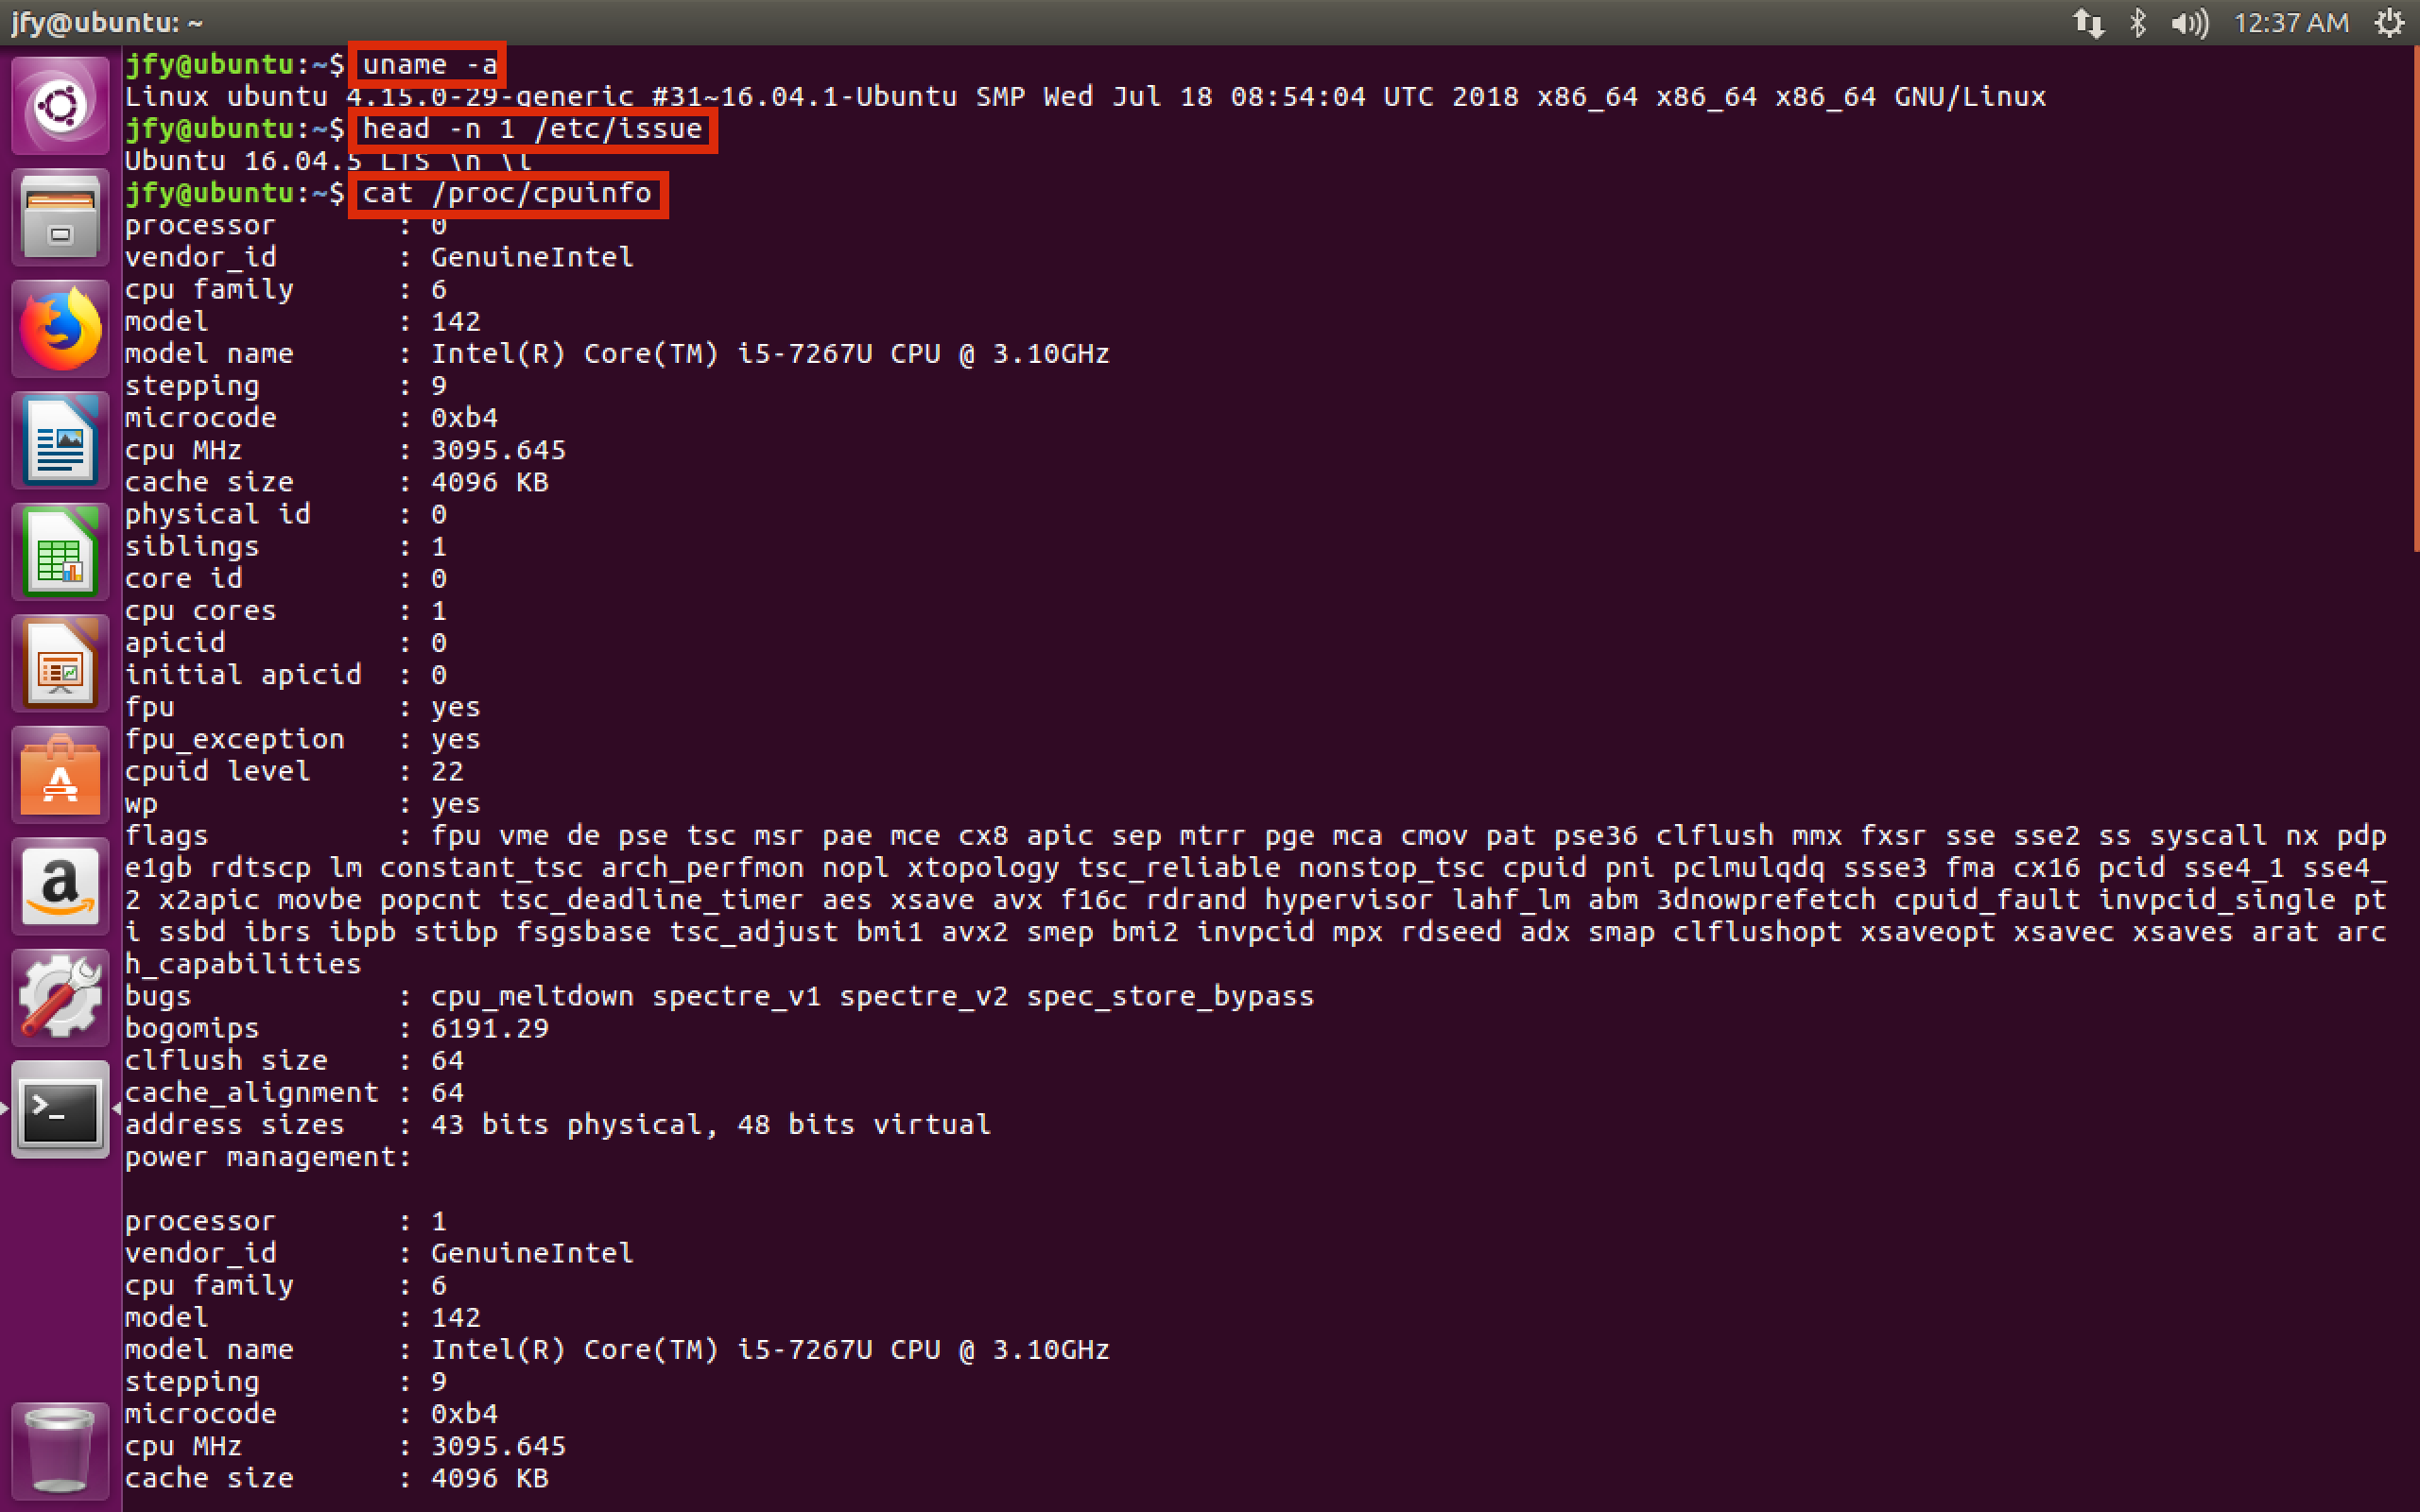 jfy@ubuntu: ~
12:37 AM
jfy@ubuntu:~$ uname -a
Linux ubuntu 4.15.0-29-generic #31~16.04.1-Ubuntu SMP Wed Jul 18 08:54:04 UTC 2018 x86_64 x86_64 x86_64 GNU/Linux
jfy@ubuntu:~$ head -n 1 /etc/issue
Ubuntu 16.04.5 LTS \n \l
jfy@ubuntu:~$ cat /proc/cpuinfo
processor : 0
vendor_id : GenuineIntel
cpu family : 6
model : 142
model name : Intel(R) Core(TM) i5-7267U CPU @ 3.10GHz
stepping : 9
microcode : 0xb4
cpu MHz : 3095.645
cache size : 4096 KB
physical id : 0
siblings : 1
core id : 0
cpu cores : 1
apicid : 0
initial apicid : 0
fpu : yes
fpu_exception : yes
cpuid level : 22
wp : yes
flags : fpu vme de pse tsc msr pae mce cx8 apic sep mtrr pge mca cmov pat pse36 clflush mmx fxsr sse sse2 ss syscall nx pdp
e1gb rdtscp lm constant_tsc arch_perfmon nopl xtopology tsc_reliable nonstop_tsc cpuid pni pclmulqdq ssse3 fma cx16 pcid sse4_1 sse4_
2 x2apic movbe popcnt tsc_deadline_timer aes xsave avx f16c rdrand hypervisor lahf_lm abm 3dnowprefetch cpuid_fault invpcid_single pt
i ssbd ibrs ibpb stibp fsgsbase tsc_adjust bmi1 avx2 smep bmi2 invpcid mpx rdseed adx smap clflushopt xsaveopt xsavec xsaves arat arc
h_capabilities
bugs : cpu_meltdown spectre_v1 spectre_v2 spec_store_bypass
bogomips : 6191.29
clflush size : 64
cache_alignment : 64
address sizes : 43 bits physical, 48 bits virtual
power management:
processor : 1
vendor_id : GenuineIntel
cpu family : 6
model : 142
model name : Intel(R) Core(TM) i5-7267U CPU @ 3.10GHz
stepping : 9
microcode : 0xb4
cpu MHz : 3095.645
cache size : 4096 KB